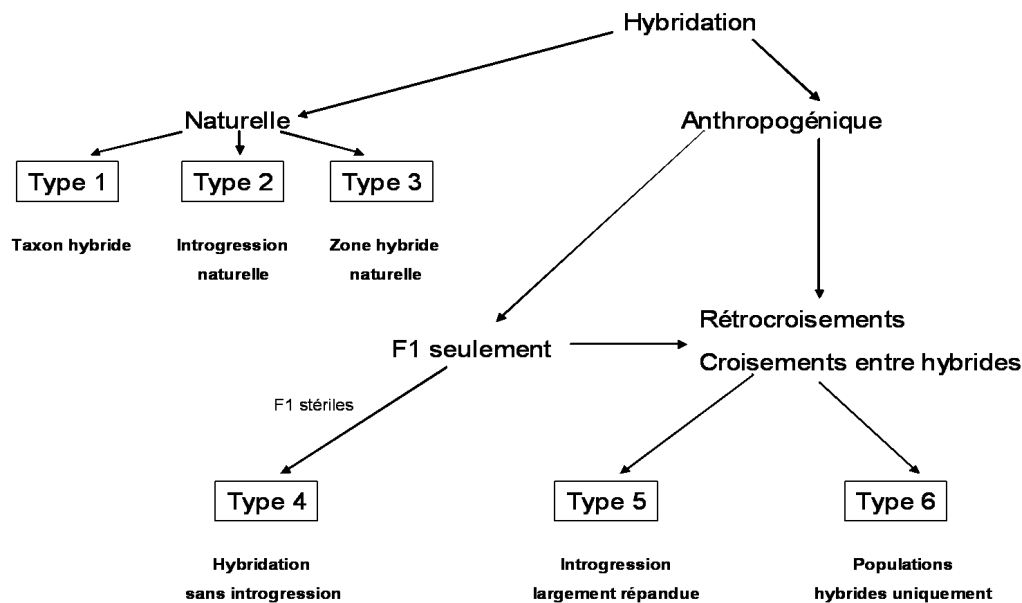 Hybridation
Naturelle
Anthropogénique
Type 1
Type 2
Type 3
Taxon hybride
Introgression
naturelle
Zone hybride
naturelle
F1 seulement
Rétrocroisements
Croisements entre hybrides
F1 stériles
Type 4
Type 5
Type 6
Hybridation
sans introgression
Introgression
largement répandue
Populations
hybrides uniquement